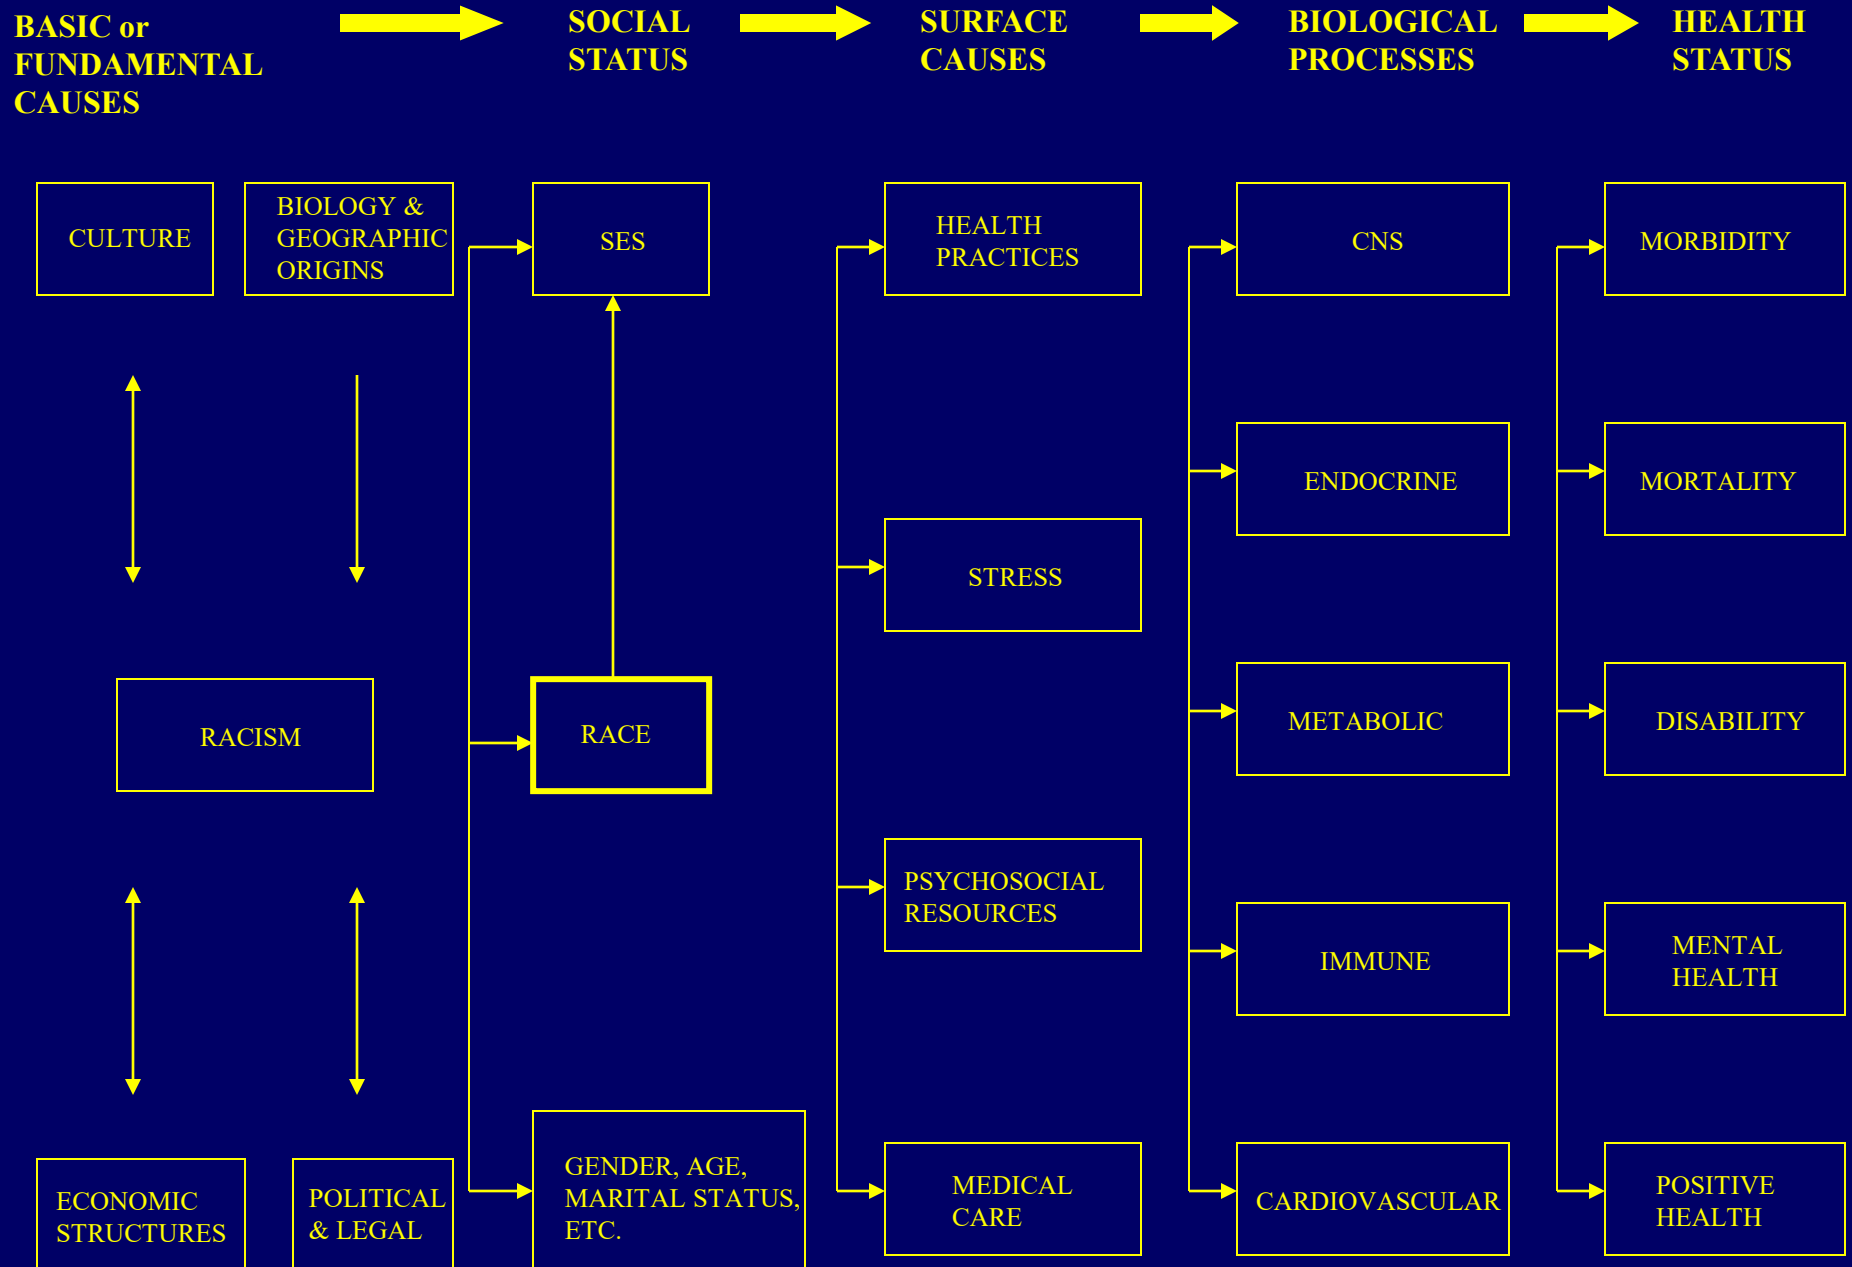 BASIC or
FUNDAMENTAL
CAUSES
SOCIAL
STATUS
SURFACE
CAUSES
BIOLOGICAL
PROCESSES
HEALTH
STATUS
CULTURE
BIOLOGY &
GEOGRAPHIC
ORIGINS
RACISM
ECONOMIC
STRUCTURES
POLITICAL
& LEGAL
SES
RACE
GENDER, AGE,
MARITAL STATUS,
ETC.
HEALTH
PRACTICES
STRESS
PSYCHOSOCIAL
RESOURCES
MEDICAL
CARE
CNS
ENDOCRINE
METABOLIC
IMMUNE
CARDIOVASCULAR
MORBIDITY
MORTALITY
DISABILITY
MENTAL
HEALTH
POSITIVE
HEALTH